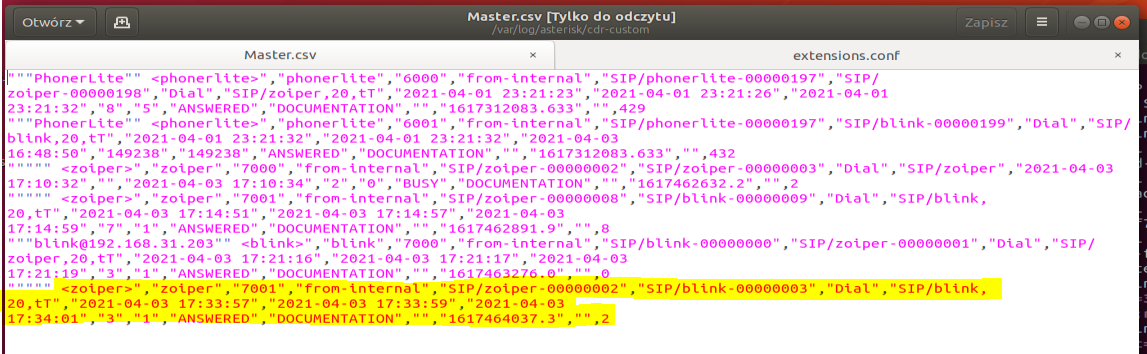 Otwórz
Master.csv [Tylko do odczytu]
/var/log/asterisk/cdr-custom
Zapisz
Master.csv ×
extensions.conf ×
"""PhonerLite"" <phonerlite>","phonerlite","6000","from-internal","SIP/phonerlite-00000197","SIP/
zoiper-00000198","Dial","SIP/zoiper,20,tT","2021-04-01 23:21:23","2021-04-01 23:21:26","2021-04-01
23:21:32","8","5","ANSWERED","DOCUMENTATION","","1617312083.633","",429
"""PhonerLite"" <phonerlite>","phonerlite","6001","from-internal","SIP/phonerlite-00000197","SIP/blink-00000199","Dial","SIP/
blink,20,tT","2021-04-01 23:21:32","2021-04-01 23:21:32","2021-04-03
16:48:50","149238","149238","ANSWERED","DOCUMENTATION","","1617312083.633","",432
""""" <zoiper>","zoiper","7000","from-internal","SIP/zoiper-00000002","SIP/zoiper-00000003","Dial","SIP/zoiper","2021-04-03
17:10:32","","2021-04-03 17:10:34","2","0","BUSY","DOCUMENTATION","","1617462632.2","",2
""""" <zoiper>","zoiper","7001","from-internal","SIP/zoiper-00000008","SIP/blink-00000009","Dial","SIP/blink,
20,tT","2021-04-03 17:14:51","2021-04-03 17:14:57","2021-04-03
17:14:59","7","1","ANSWERED","DOCUMENTATION","","1617462891.9","",8
"""blink@192.168.31.203"" <blink>","blink","7000","from-internal","SIP/blink-00000000","SIP/zoiper-00000001","Dial","SIP/
zoiper,20,tT","2021-04-03 17:21:16","2021-04-03 17:21:17","2021-04-03
17:21:19","3","1","ANSWERED","DOCUMENTATION","","1617463276.0","",0
""""" <zoiper>","zoiper","7001","from-internal","SIP/zoiper-00000002","SIP/blink-00000003","Dial","SIP/blink,
20,tT","2021-04-03 17:33:57","2021-04-03 17:33:59","2021-04-03
17:34:01","3","1","ANSWERED","DOCUMENTATION","","1617464037.3","",2